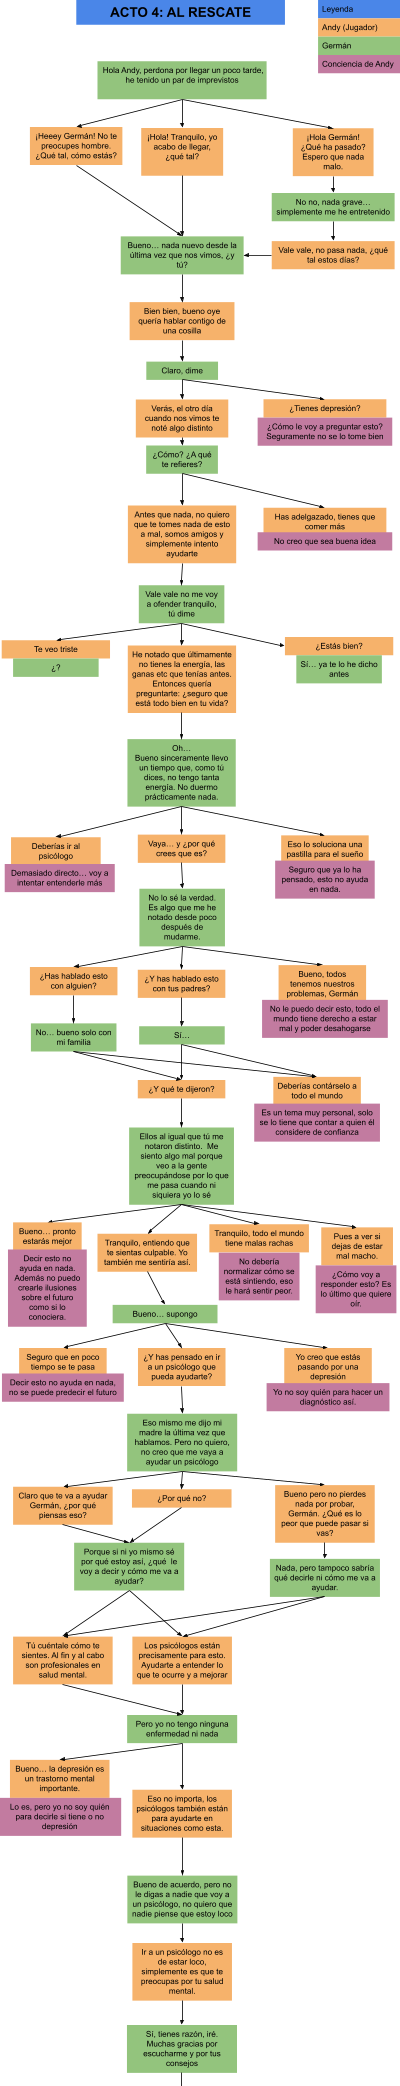 ACTO 4: AL RESCATE
Leyenda
Andy (Jugador)
Germán
Conciencia de Andy
Hola Andy, perdona por llegar un poco tarde,
he tenido un par de imprevistos
¡Heeey Germán! No te
preocupes hombre.
¿Qué tal, cómo estás?
¡Hola! Tranquilo, yo
acabo de llegar,
¿qué tal?
¡Hola Germán!
¿Qué ha pasado?
Espero que nada
malo.
No no, nada grave…
simplemente me he entretenido
Vale vale, no pasa nada, ¿qué
tal estos días?
Bueno… nada nuevo desde la
última vez que nos vimos, ¿y
tú?
Bien bien, bueno oye
quería hablar contigo de
una cosilla
Claro, dime
Verás, el otro día
cuando nos vimos te
noté algo distinto
¿Tienes depresión?
¿Cómo le voy a preguntar esto?
Seguramente no se lo tome bien
¿Cómo? ¿A qué
te refieres?
Antes que nada, no quiero
que te tomes nada de esto
a mal, somos amigos y
simplemente intento
ayudarte
Has adelgazado, tienes que
comer más
No creo que sea buena idea
Vale vale no me voy
a ofender tranquilo,
tú dime
Te veo triste
¿?
He notado que últimamente
no tienes la energía, las
ganas etc que tenías antes.
Entonces quería
preguntarte: ¿seguro que
está todo bien en tu vida?
¿Estás bien?
Sí… ya te lo he dicho
antes
Oh…
Bueno sinceramente llevo
un tiempo que, como tú
dices, no tengo tanta
energía. No duermo
prácticamente nada.
Deberías ir al
psicólogo
Demasiado directo… voy a
intentar entenderle más
Vaya… y ¿por qué
crees que es?
Eso lo soluciona una
pastilla para el sueño
Seguro que ya lo ha
pensado, esto no ayuda
en nada.
No lo sé la verdad.
Es algo que me he
notado desde poco
después de
mudarme.
¿Has hablado esto
con alguien?
¿Y has hablado esto
con tus padres?
Bueno, todos
tenemos nuestros
problemas, Germán
No le puedo decir esto, todo el
mundo tiene derecho a estar
mal y poder desahogarse
No… bueno solo con
mi familia
Sí…
¿Y qué te dijeron?
Deberías contárselo a
todo el mundo
Es un tema muy personal, solo
se lo tiene que contar a quien él
considere de confianza
Ellos al igual que tú me
notaron distinto. Me
siento algo mal porque
veo a la gente
preocupándose por lo que
me pasa cuando ni
siquiera yo lo sé
Bueno… pronto
estarás mejor
Decir esto no
ayuda en nada.
Además no puedo
crearle ilusiones
sobre el futuro
como si lo
conociera.
Tranquilo, entiendo que
te sientas culpable. Yo
también me sentiría así.
Tranquilo, todo el mundo
tiene malas rachas
No debería
normalizar cómo se
está sintiendo, eso
le hará sentir peor.
Pues a ver si
dejas de estar
mal macho.
¿Cómo voy a
responder esto? Es
lo último que quiere
oír.
Bueno… supongo
Seguro que en poco
tiempo se te pasa
Decir esto no ayuda en nada,
no se puede predecir el futuro
¿Y has pensado en ir
a un psicólogo que
pueda ayudarte?
Yo creo que estás
pasando por una
depresión
Yo no soy quién para hacer un
diagnóstico así.
Eso mismo me dijo mi
madre la última vez que
hablamos. Pero no quiero,
no creo que me vaya a
ayudar un psicólogo
Claro que te va a ayudar
Germán, ¿por qué
piensas eso?
¿Por qué no?
Bueno pero no pierdes
nada por probar,
Germán. ¿Qué es lo
peor que puede pasar si
vas?
Porque si ni yo mismo sé
por qué estoy así, ¿qué le
voy a decir y cómo me va a
ayudar?
Nada, pero tampoco sabría
qué decirle ni cómo me va a
ayudar.
Tú cuéntale cómo te
sientes. Al fin y al cabo
son profesionales en
salud mental.
Los psicólogos están
precisamente para esto.
Ayudarte a entender lo
que te ocurre y a mejorar
Pero yo no tengo ninguna
enfermedad ni nada
Bueno… la depresión es
un trastorno mental
importante.
Lo es, pero yo no soy quién
para decirle si tiene o no
depresión
Eso no importa, los
psicólogos también están
para ayudarte en
situaciones como esta.
Bueno de acuerdo, pero no
le digas a nadie que voy a
un psicólogo, no quiero que
nadie piense que estoy loco
Ir a un psicólogo no es
de estar loco,
simplemente es que te
preocupas por tu salud
mental.
Sí, tienes razón, iré.
Muchas gracias por
escucharme y por tus
consejos